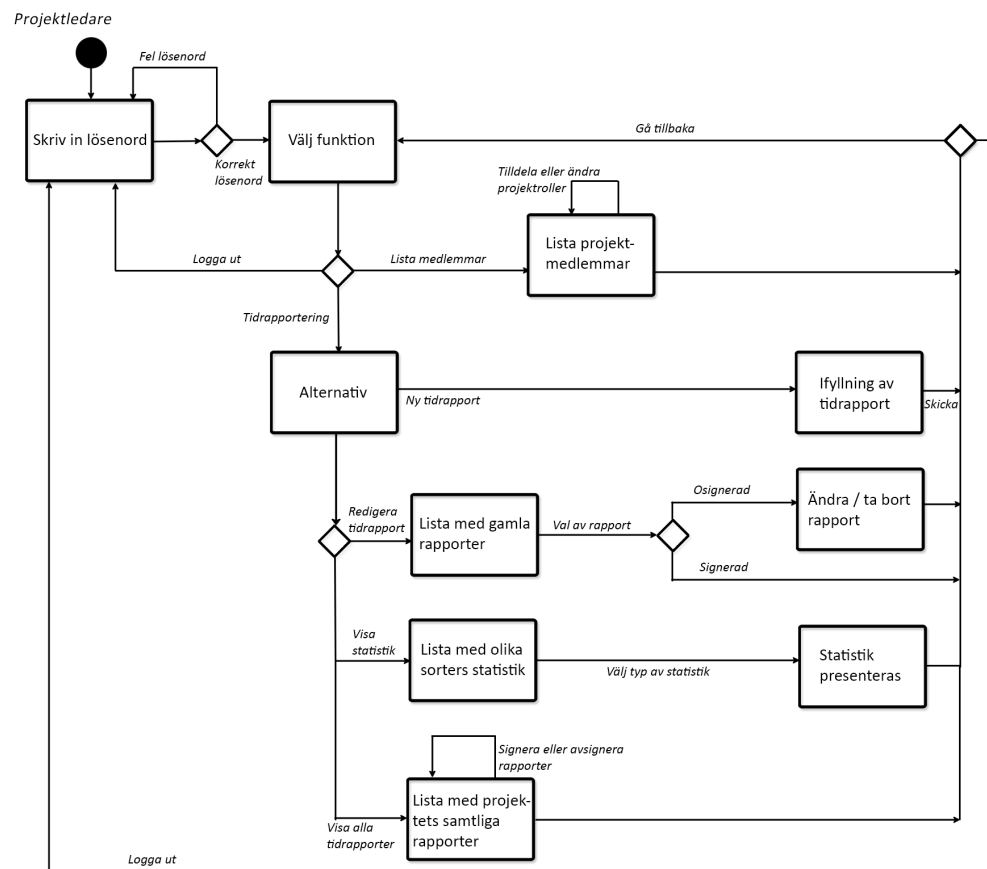 Projektledare
Fel lösenord
Skriv in lösenord
Korrekt
lösenord
Välj funktion
Gå tillbaka
Tilldela eller ändra
projektroller
Lista projekt-
medlemmar
Logga ut
Lista medlemmar
Tidrapportering
Alternativ
Ny tidrapport
Ifyllning av
tidrapport
Skicka
Redigera
tidrapport
Lista med gamla
rapporter
Val av rapport
Osignerad
Ändra / ta bort
rapport
Signerad
Visa
statistik
Lista med olika
sorters statistik
Välj typ av statistik
Statistik
presenteras
Signera eller avsignera
rapporter
Lista med projek-
tets samtliga
rapporter
Visa alla
tidrapporter
Logga ut